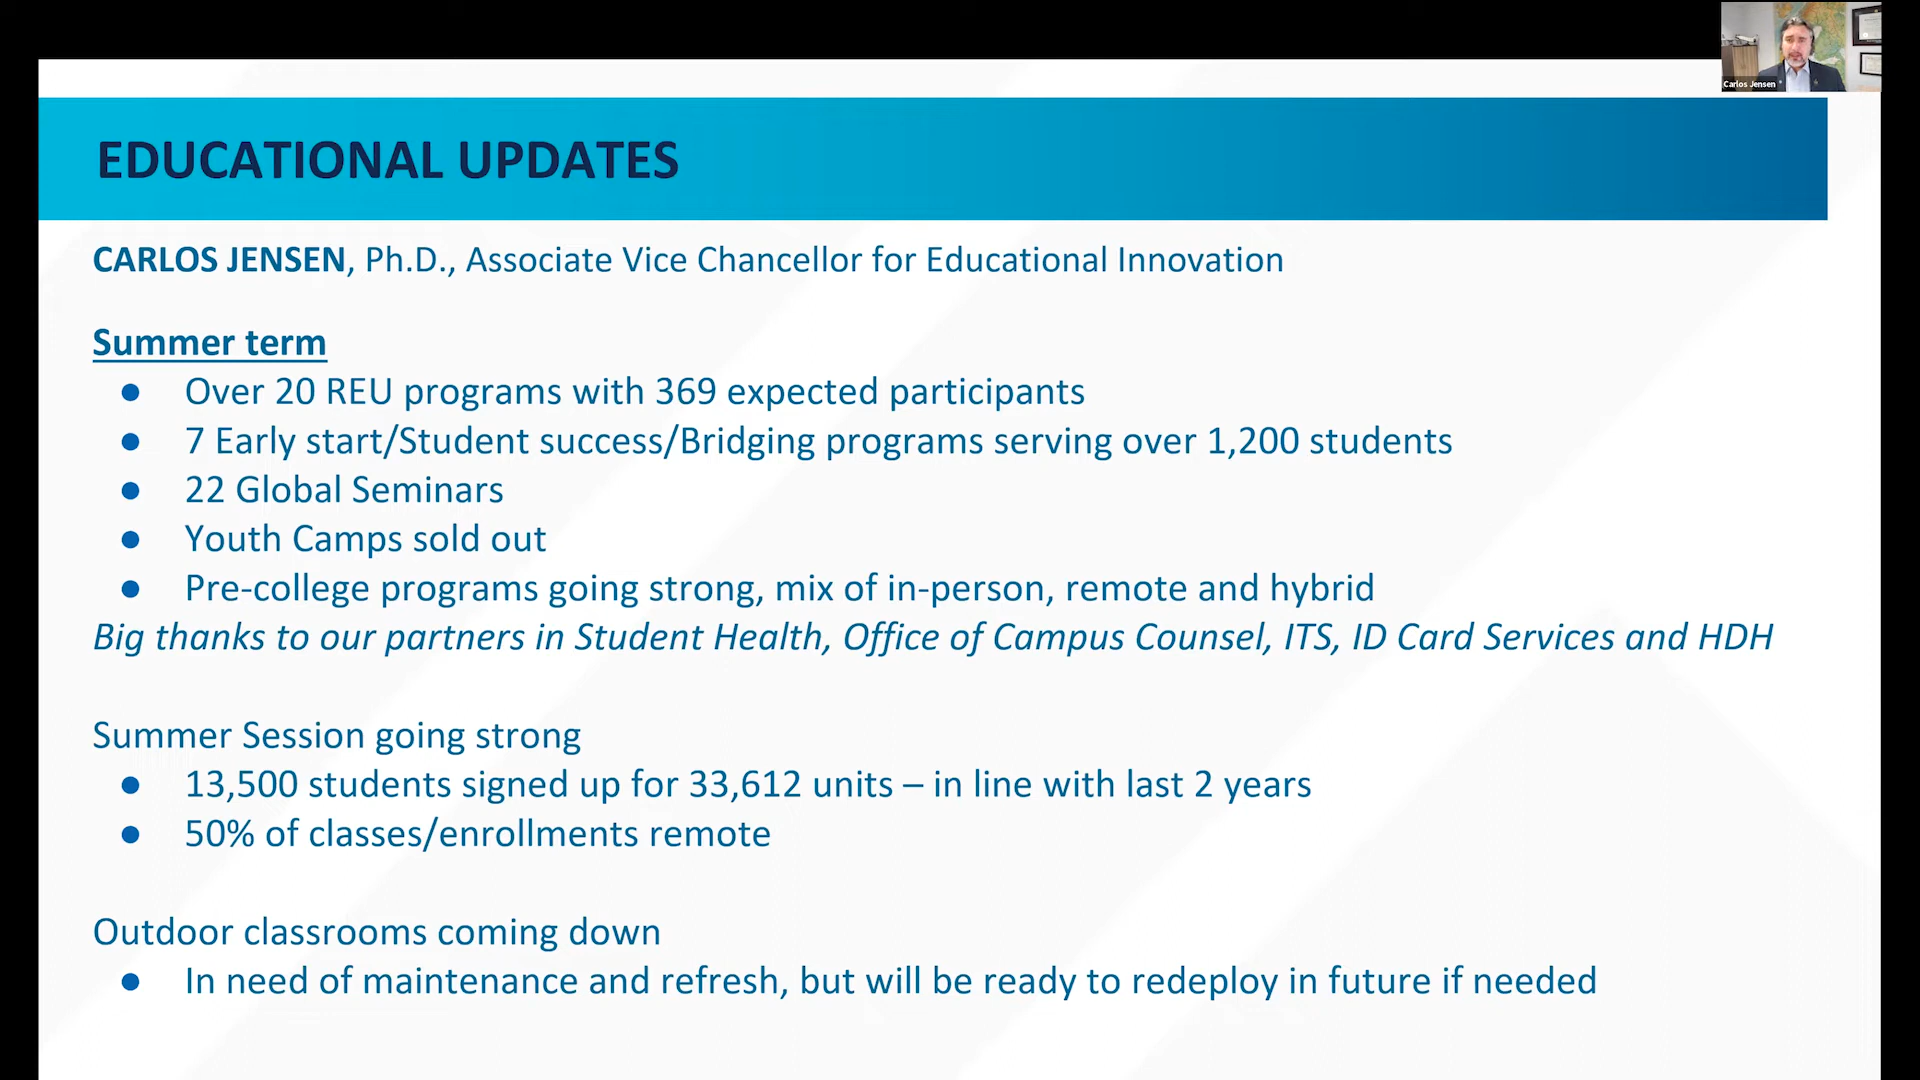 Carlos Jensen
EDUCATIONAL UPDATES
CARLOS JENSEN, Ph.D., Associate Vice Chancellor for Educational Innovation
Summer term
● Over 20 REU programs with 369 expected participants
● 7 Early start/Student success/Bridging programs serving over 1,200 students
● 22 Global Seminars
● Youth Camps sold out
● Pre-college programs going strong, mix of in-person, remote and hybrid
Big thanks to our partners in Student Health, Office of Campus Counsel, ITS, ID Card Services and HDH
Summer Session going strong
● 13,500 students signed up for 33,612 units – in line with last 2 years
● 50% of classes/enrollments remote
Outdoor classrooms coming down
● In need of maintenance and refresh, but will be ready to redeploy in future if needed